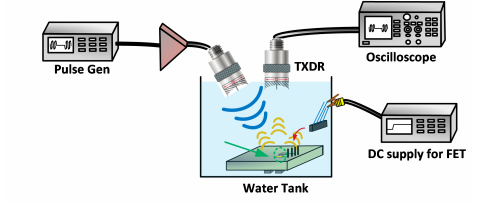 TXDR
Oscilloscope
Pulse Gen
DC supply for FET
Water Tank